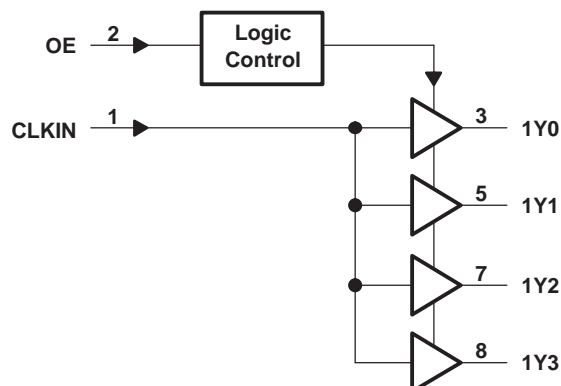 OE 2
Logic
Control
CLKIN 1
3 1Y0
5 1Y1
7 1Y2
8 1Y3